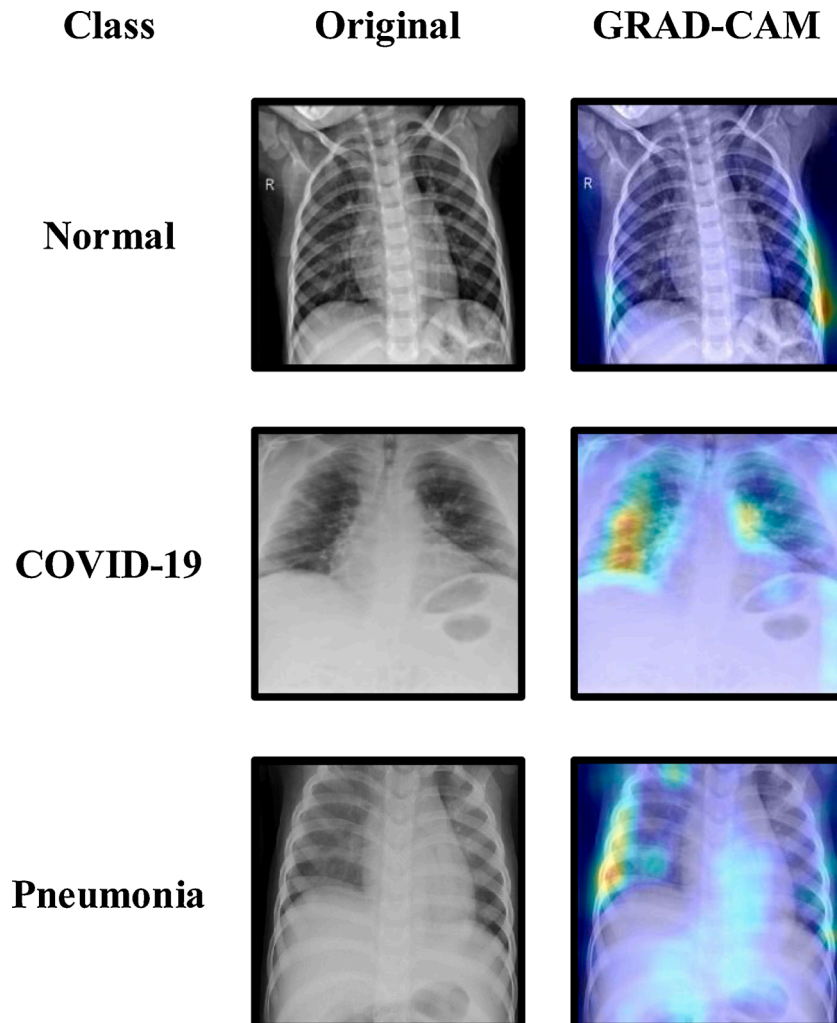 Class Original GRAD-CAM
R R
Normal
COVID-19
Pneumonia